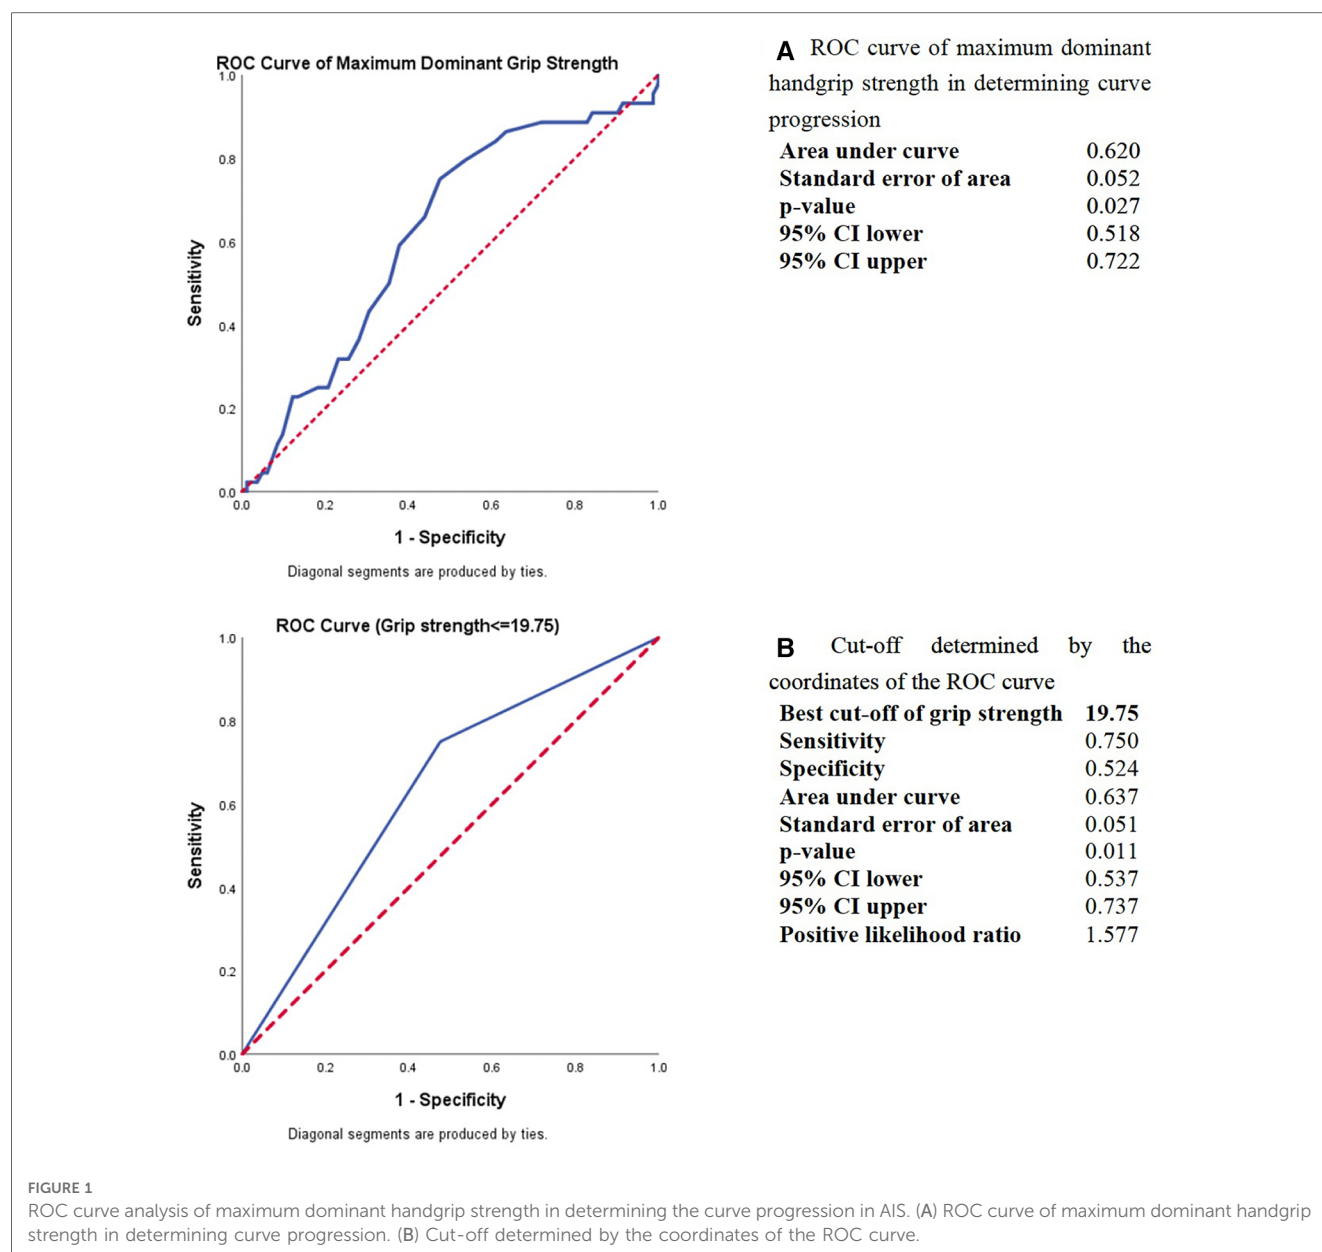 ROC Curve of Maximum Dominant Grip Strength
1.0
0.8
0.6
0.4
0.2
0.0
Sensitivity
0.0 0.2 0.4 0.6 0.8 1.0
1 - Specificity
Diagonal segments are produced by ties.
A ROC curve of maximum dominant
handgrip strength in determining curve
progression
Area under curve 0.620
Standard error of area 0.052
p-value 0.027
95% CI lower 0.518
95% CI upper 0.722
ROC Curve (Grip strength<=19.75)
1.0
0.8
0.6
0.4
0.2
0.0
Sensitivity
0.0 0.2 0.4 0.6 0.8 1.0
1 - Specificity
Diagonal segments are produced by ties.
B Cut-off determined by the
coordinates of the ROC curve
Best cut-off of grip strength 19.75
Sensitivity 0.750
Specificity 0.524
Area under curve 0.637
Standard error of area 0.051
p-value 0.011
95% CI lower 0.537
95% CI upper 0.737
Positive likelihood ratio 1.577
FIGURE 1
ROC curve analysis of maximum dominant handgrip strength in determining the curve progression in AIS. (A) ROC curve of maximum dominant handgrip
strength in determining curve progression. (B) Cut-off determined by the coordinates of the ROC curve.